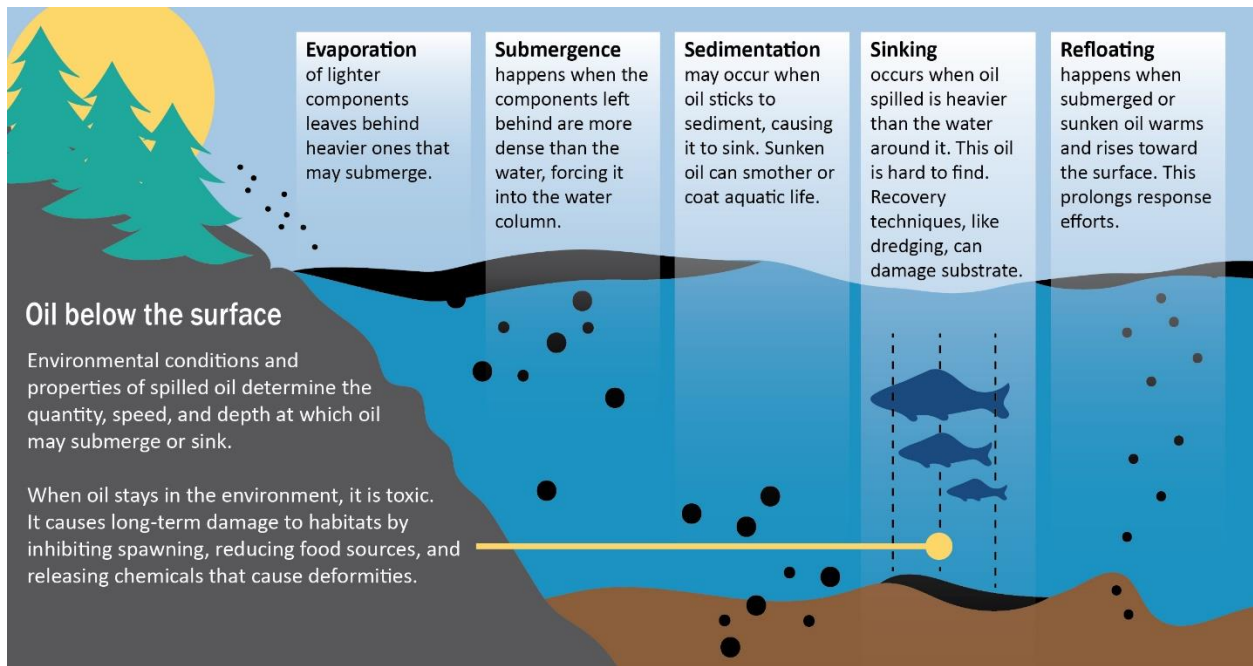 Evaporation
of lighter
components
leaves behind
heavier ones that
may submerge.
Submergence
happens when the
components left
behind are more
dense than the
water, forcing it
into the water
column.
Sedimentation
may occur when
oil sticks to
sediment, causing
it to sink. Sunken
oil can smother or
coat aquatic life.
Sinking
occurs when oil
spilled is heavier
than the water
around it. This oil
is hard to find.
Recovery
techniques, like
dredging, can
damage substrate.
Refloating
happens when
submerged or
sunken oil warms
and rises toward
the surface. This
prolongs response
efforts.
Oil below the surface
Environmental conditions and
properties of spilled oil determine the
quantity, speed, and depth at which oil
may submerge or sink.
When oil stays in the environment, it is toxic.
It causes long-term damage to habitats by
inhibiting spawning, reducing food sources, and
releasing chemicals that cause deformities.